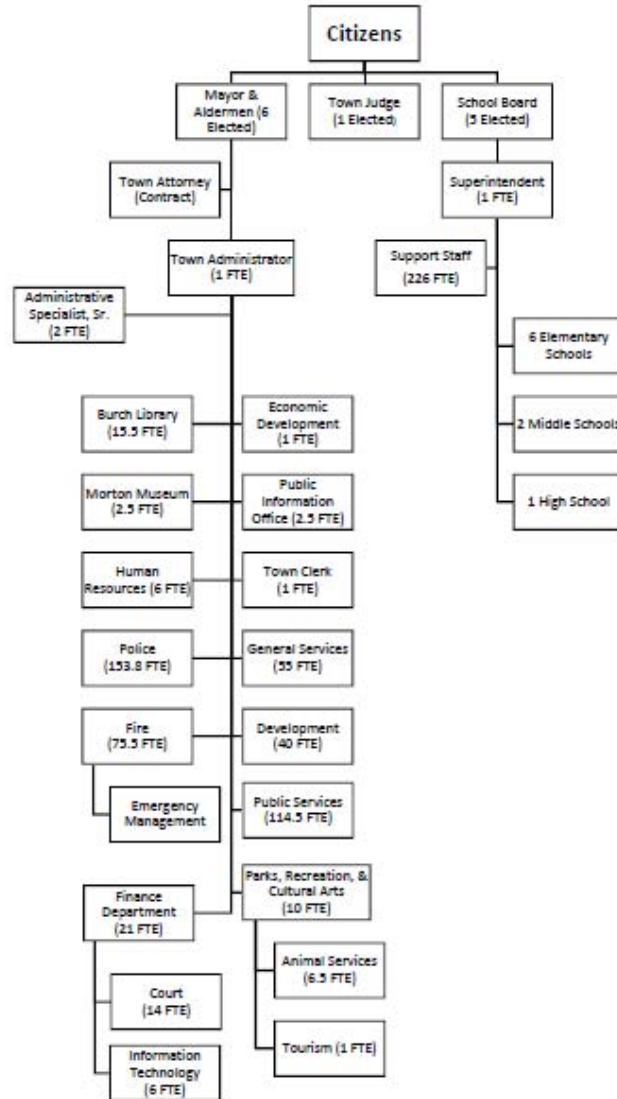 Citizens
Mayor &
Aldermen (6
Elected)
Town Judge
(1 Elected)
School Board
(5 Elected)
Town Attorney
(Contract)
Superintendent
(1 FTE)
Town Administrator
(1 FTE)
Support Staff
(226 FTE)
Administrative
Specialist, Sr.
(2 FTE)
6 Elementary
Schools
Burch Library
(15.5 FTE)
Economic
Development
(1 FTE)
2 Middle Schools
Morton Museum
(2.5 FTE)
Public
Information
Office (2.5 FTE)
1 High School
Human
Resources (6 FTE)
Town Clerk
(1 FTE)
Police
(153.8 FTE)
General Services
(55 FTE)
Fire
(75.5 FTE)
Development
(40 FTE)
Emergency
Management
Public Services
(114.5 FTE)
Finance
Department
(21 FTE)
Parks, Recreation, &
Cultural Arts
(10 FTE)
Court
(14 FTE)
Animal Services
(6.5 FTE)
Information
Technology
(6 FTE)
Tourism (1 FTE)